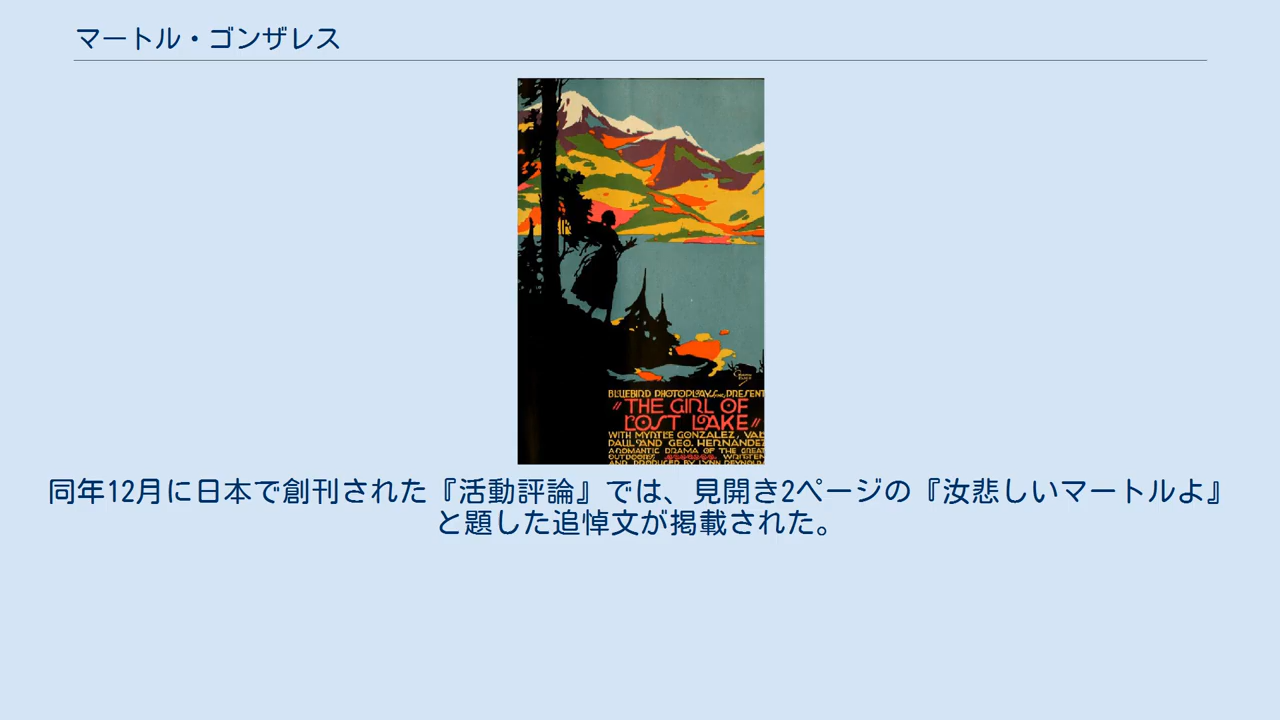 マートル・ゴンザレス
BLUEBIRD PHOTOPLAYS, INC., PRESENT
"THE GIRL OF
LOST LAKE"
WITH MYRTLE GONZALEZ, VAL
PAUL AND GEO. HERNANDEZ
A ROMANTIC DRAMA OF THE GREAT
OUTDOORS WRITTEN
AND PRODUCED BY LYNN REYNOLDS
同年12月に日本で創刊された『活動評論』では、見開き2ページの『汝悲しいマートルよ』
と題した追悼文が掲載された。